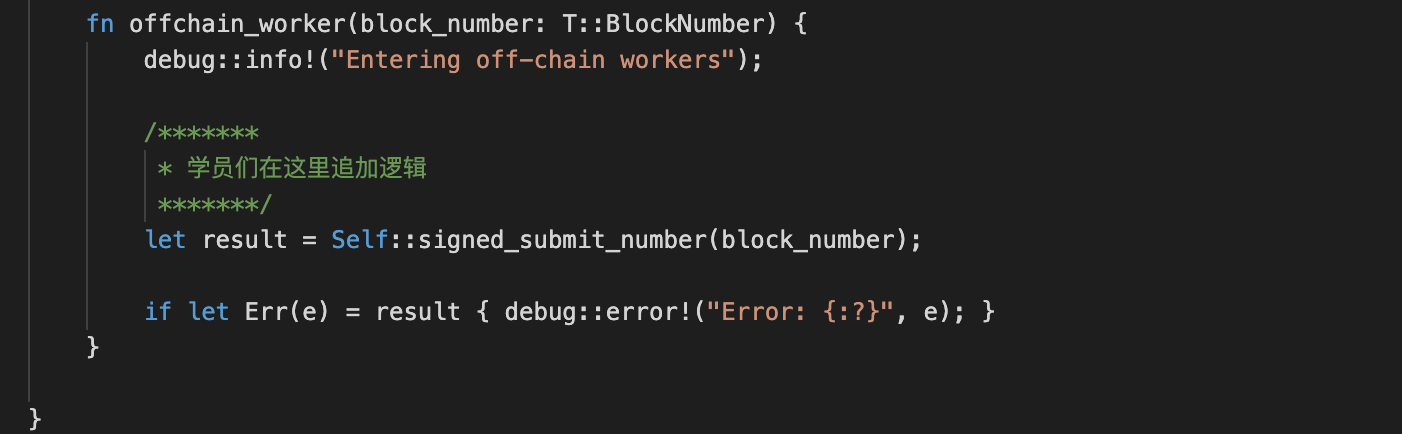 fn offchain_worker(block_number: T::BlockNumber) {
debug::info!("Entering off-chain workers");
/*******
* 学员们在这里追加逻辑
*******/
let result = Self::signed_submit_number(block_number);
if let Err(e) = result { debug::error!("Error: {:?}", e); }
}
}